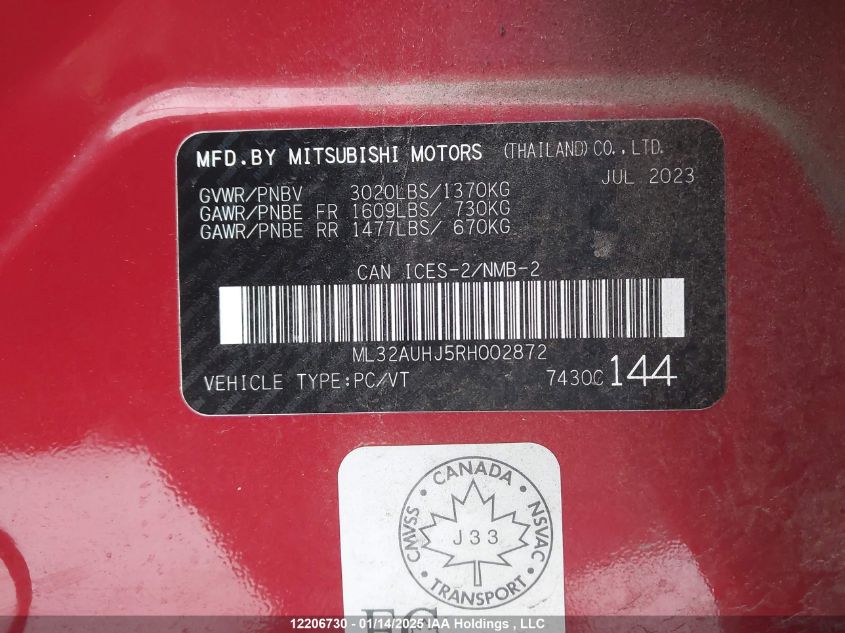 MFD.BY MITSUBISHI MOTORS (THAILAND)CO.,LTD.
JUL 2023
GVWR/PNBV 3020LBS/1370KG
GAWR/PNBE FR 1609LBS/ 730KG
GAWR/PNBE RR 1477LBS/ 670KG
CAN ICES-2/NMB-2
ML32AUHJ5RH002872
VEHICLE TYPE:PC/VT 7430C 144
CANADA
CMVSS
NSVAC
J33
TRANSPORT
12206730 - 01/14/2025 IAA Holdings , LLC